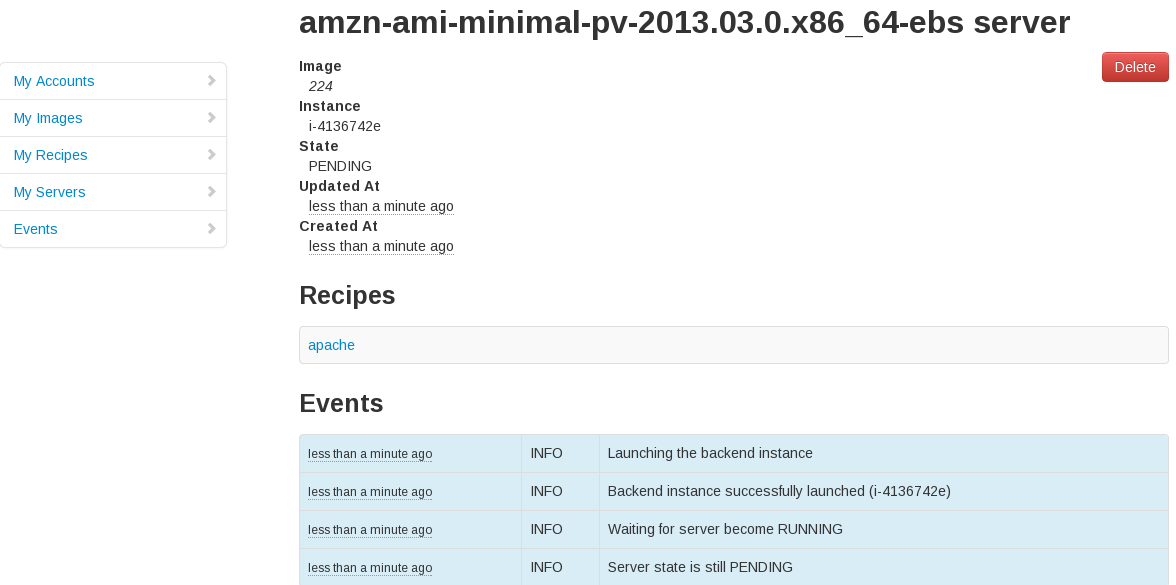 amzn-ami-minimal-pv-2013.03.0.x86_64-ebs server
Delete
My Accounts
My Images
My Recipes
My Servers
Events
Image
224
Instance
i-4136742e
State
PENDING
Updated At
less than a minute ago
Created At
less than a minute ago
Recipes
apache
Events
less than a minute ago INFO Launching the backend instance
less than a minute ago INFO Backend instance successfully launched (i-4136742e)
less than a minute ago INFO Waiting for server become RUNNING
less than a minute ago INFO Server state is still PENDING